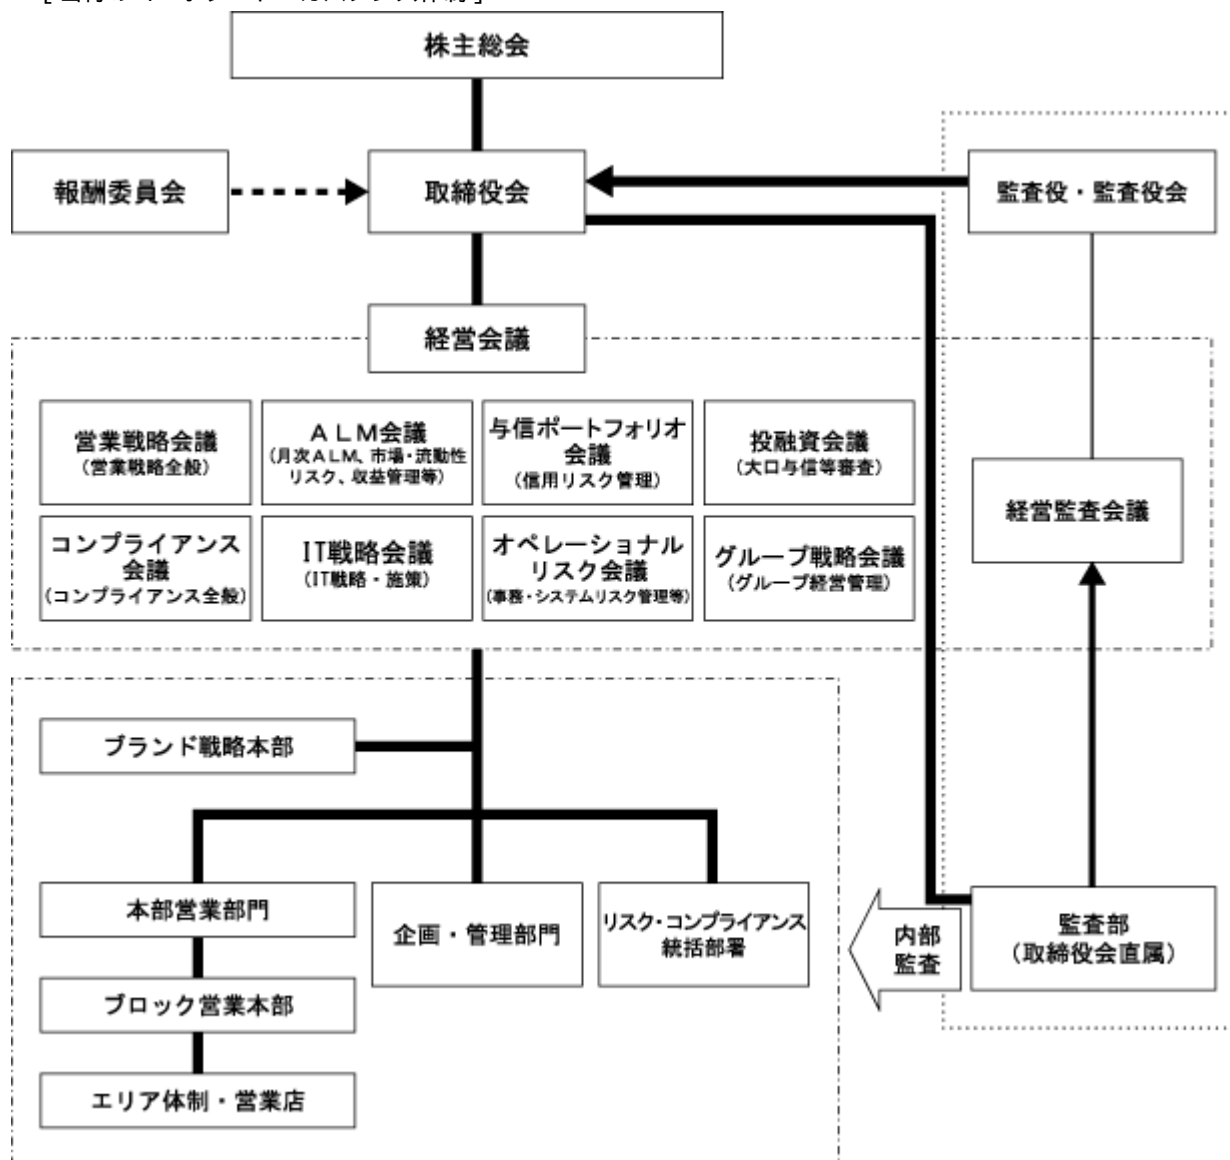 株主総会
報酬委員会
取締役会
監査役・監査役会
経営会議
営業戦略会議
(営業戦略全般)
ＡＬＭ会議
(月次ＡＬＭ、市場・流動性
リスク、収益管理等)
与信ポートフォリオ
会議
(信用リスク管理)
投融資会議
(大口与信等審査)
経営監査会議
コンプライアンス
会議
(コンプライアンス全般)
IT戦略会議
(IT戦略・施策)
オペレーショナル
リスク会議
(事務・システムリスク管理等)
グループ戦略会議
(グループ経営管理)
ブランド戦略本部
本部営業部門
企画・管理部門
リスク・コンプライアンス
統括部署
内部
監査
監査部
(取締役会直属)
ブロック営業本部
エリア体制・営業店